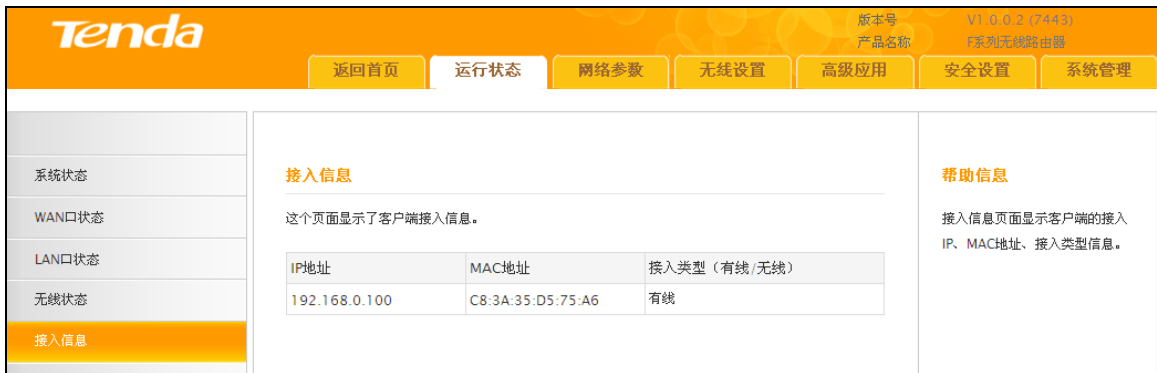 Tenda
版本号 V1.0.0.2 (7443)
产品名称 F系列无线路由器
返回首页 运行状态 网络参数 无线设置 高级应用 安全设置 系统管理
系统状态
WAN口状态
LAN口状态
无线状态
接入信息
接入信息
这个页面显示了客户端接入信息。
IP地址 MAC地址 接入类型（有线/无线）
192.168.0.100 C8:3A:35:D5:75:A6 有线
帮助信息
接入信息页面显示客户端的接入
IP、MAC地址、接入类型信息。